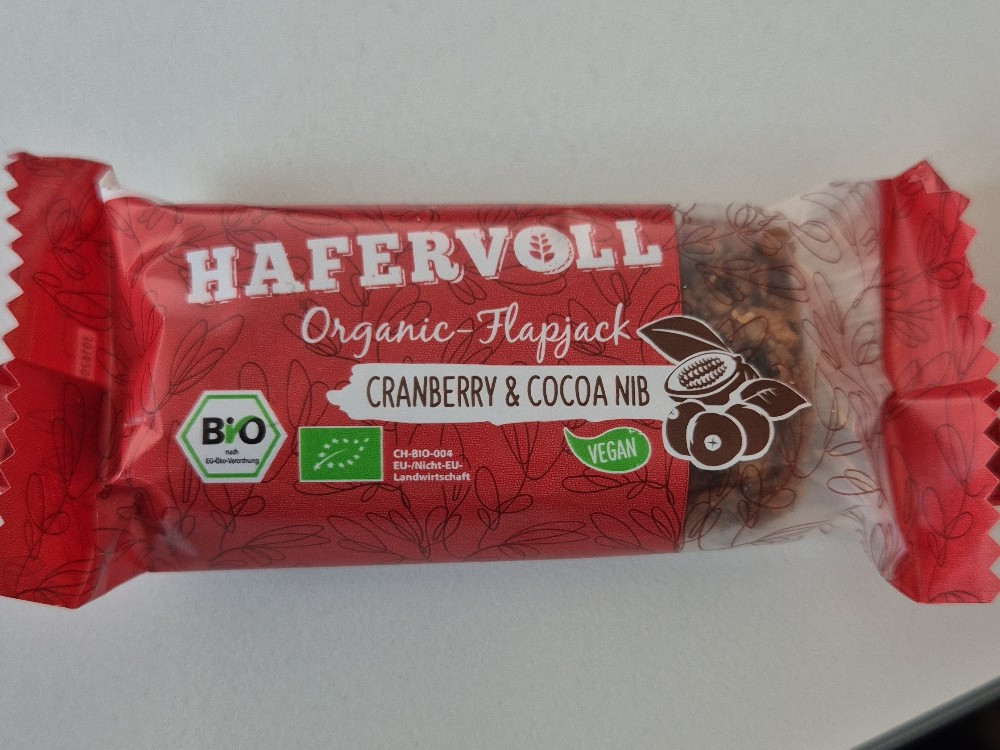 HAFERVOLL
Organic-Flapjack
CRANBERRY & COCOA NIB
BiO
nach
EG-Öko-Verordnung
CH-BIO-004
EU-/Nicht-EU-
Landwirtschaft
VEGAN